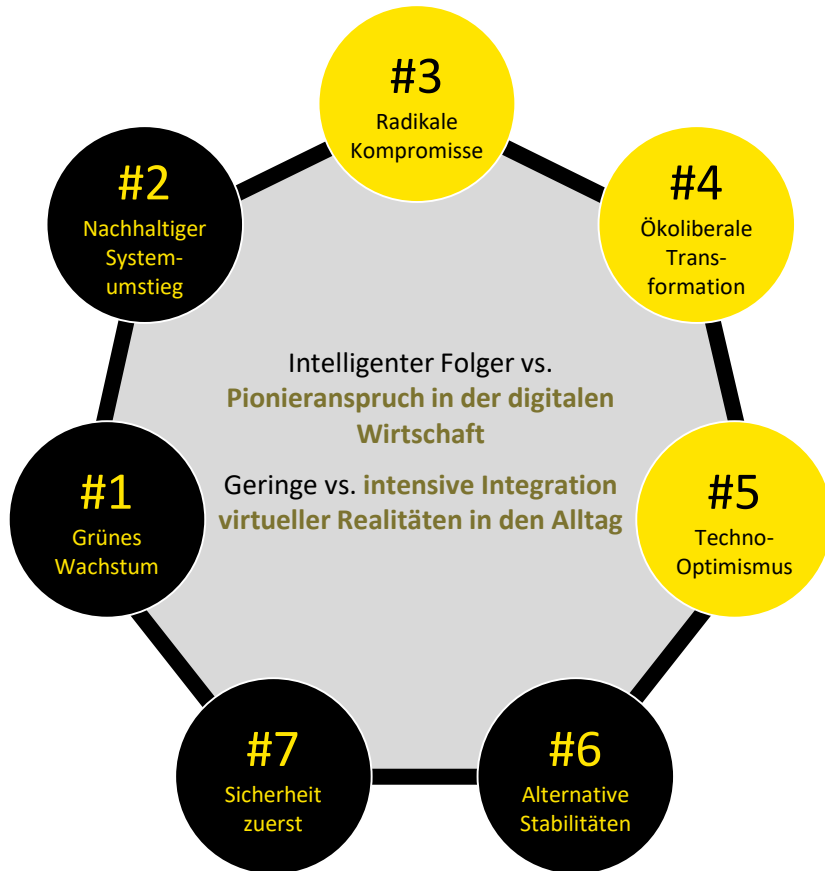 #3
Radikale
Kompromisse
#2
Nachhaltiger
System-
umstieg
#4
Ökoliberale
Trans-
formation
Intelligenter Folger vs.
Pionieranspruch in der digitalen
Wirtschaft
Geringe vs. intensive Integration
virtueller Realitäten in den Alltag
#1
Grünes
Wachstum
#5
Techno-
Optimismus
#7
Sicherheit
zuerst
#6
Alternative
Stabilitäten